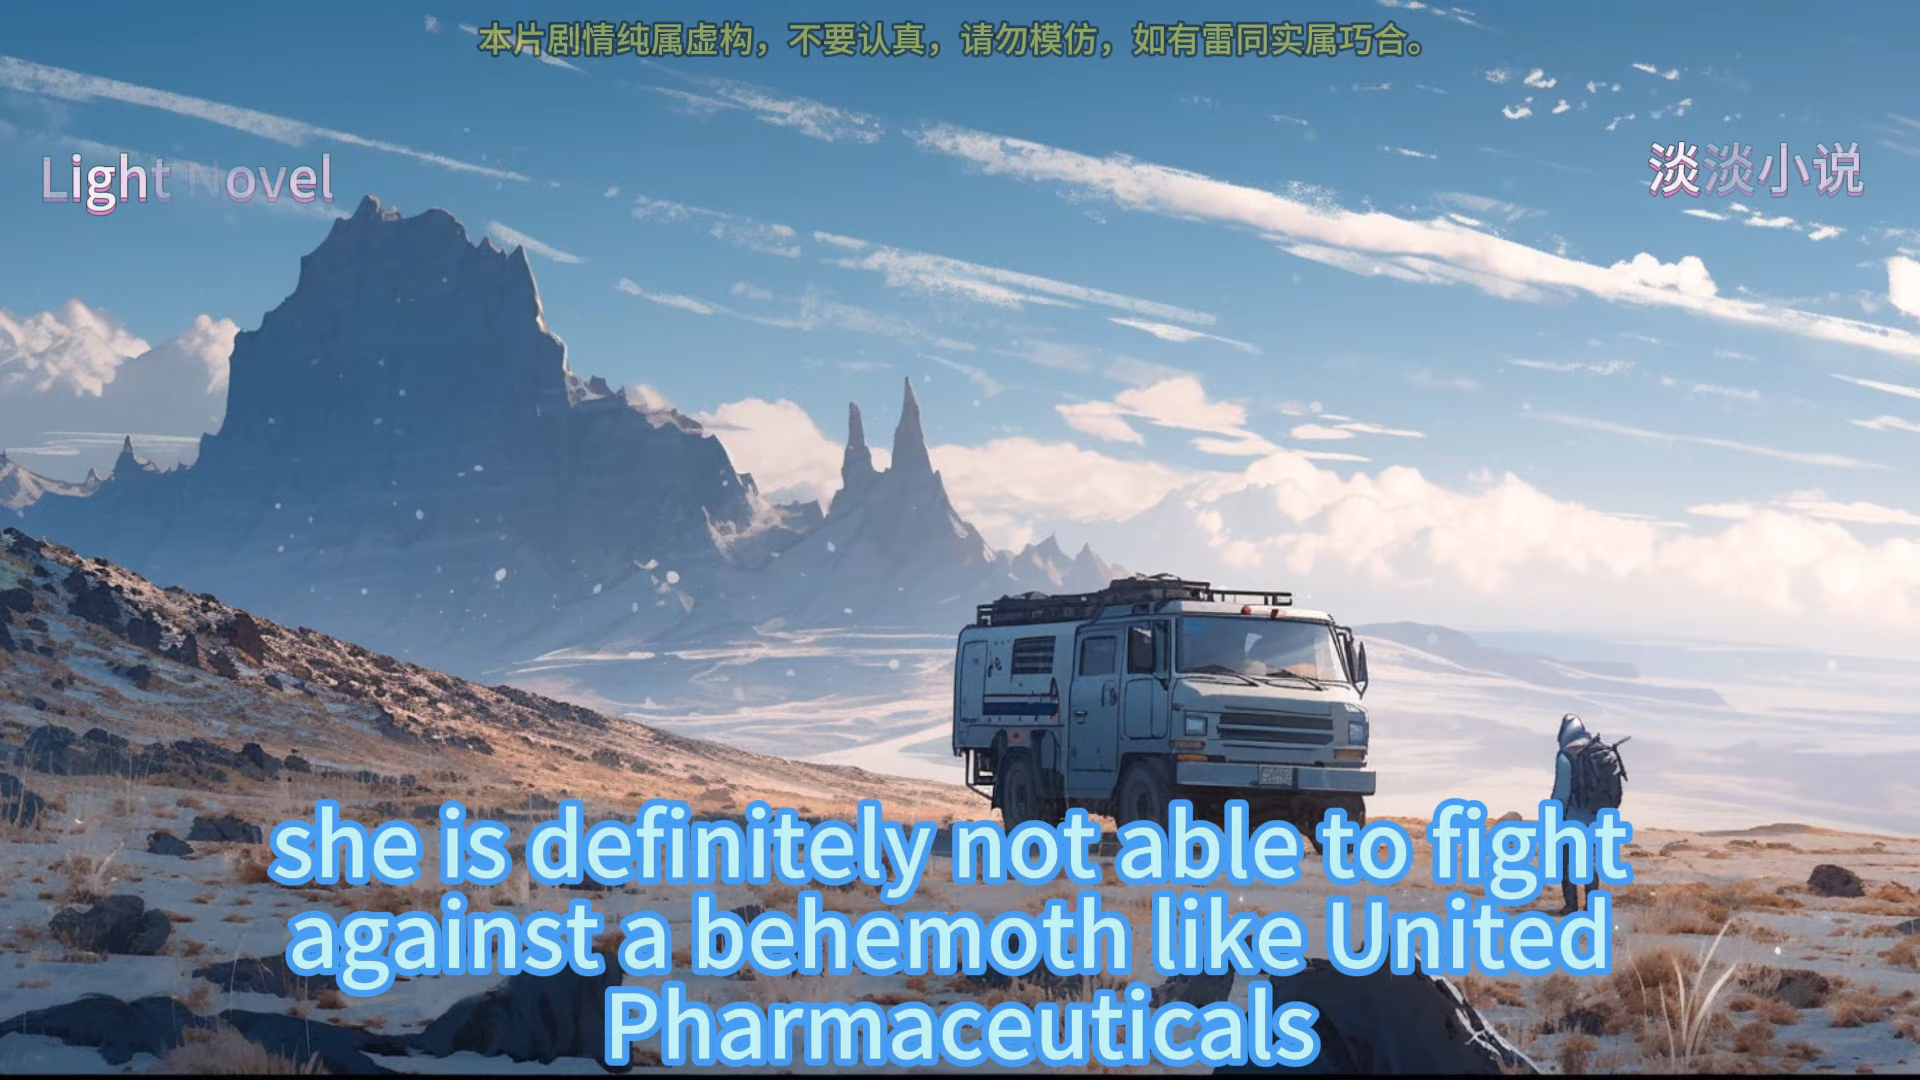 本片剧情纯属虚构，不要认真，请勿模仿，如有雷同实属巧合。
Light Novel
淡淡小说
she is definitely not able to fight
against a behemoth like United
Pharmaceuticals